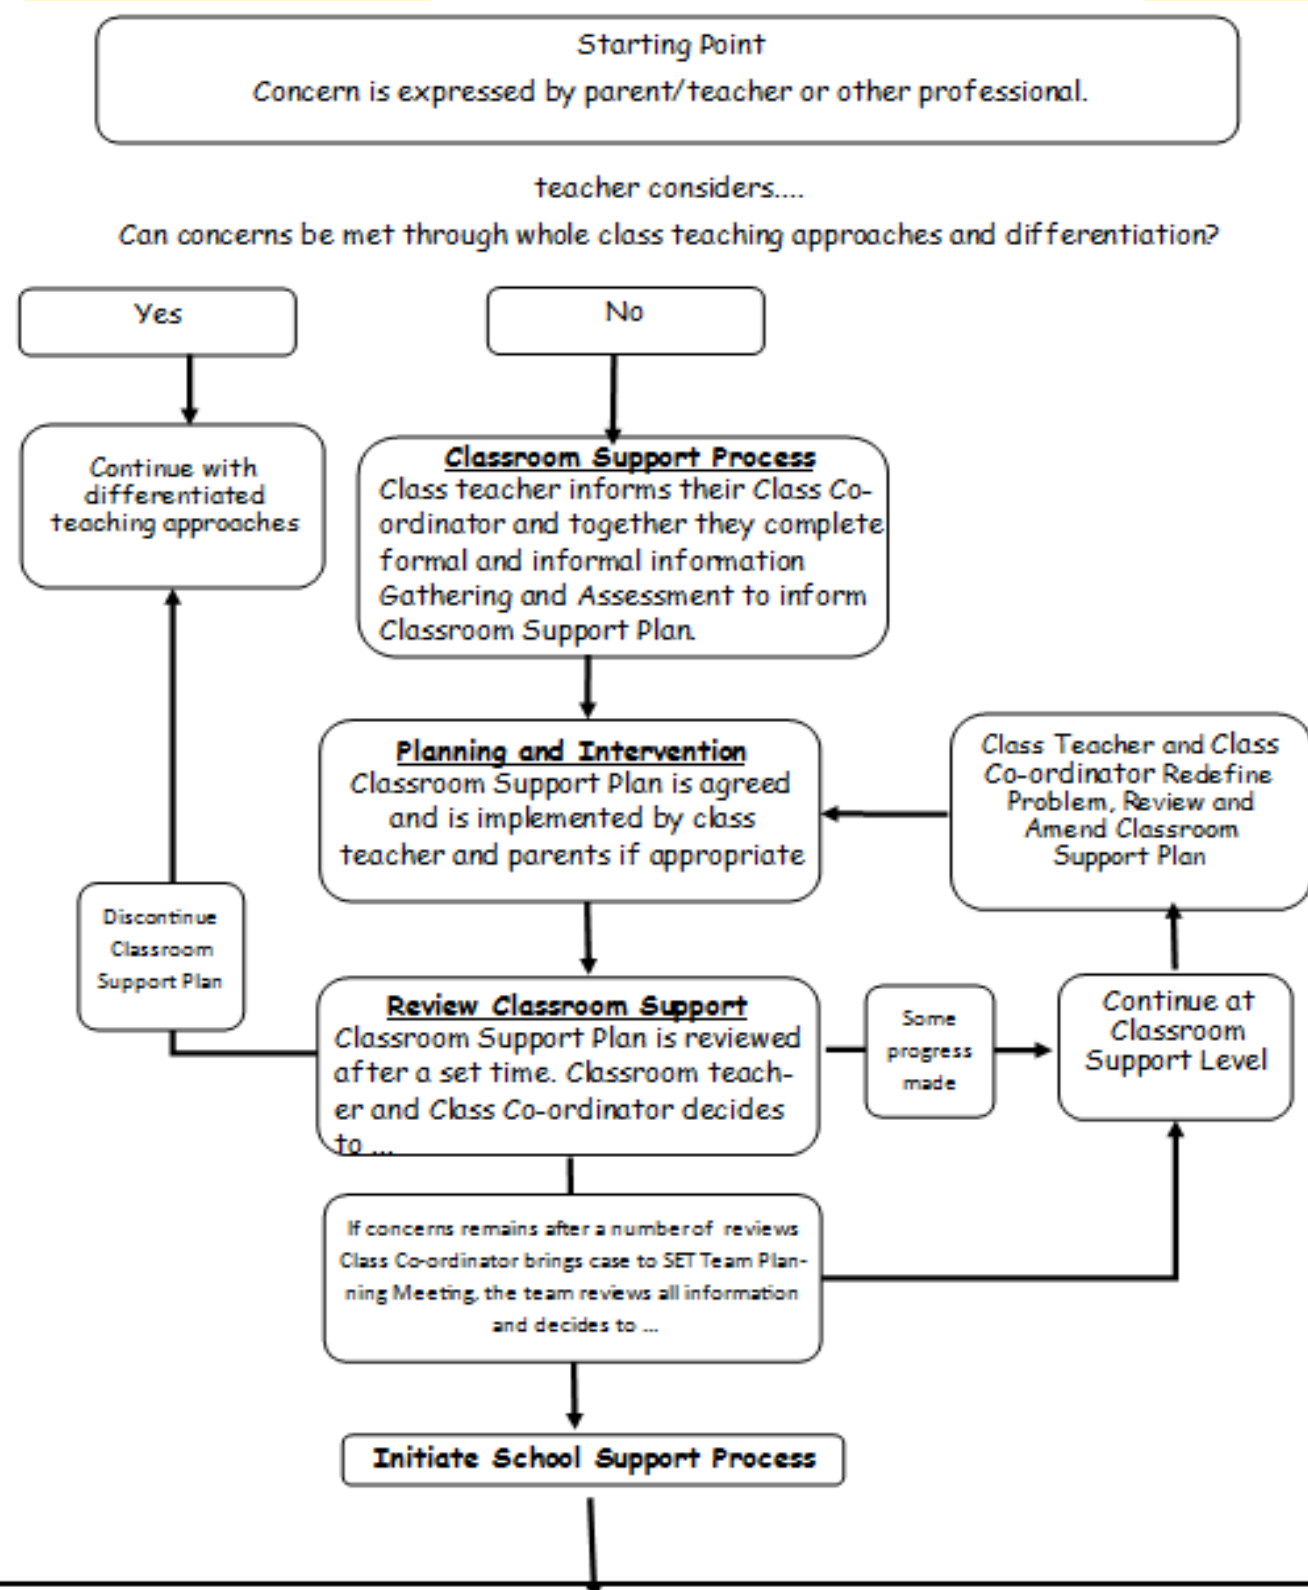 Starting Point
Concern is expressed by parent/teacher or other professional.
teacher considers....
Can concerns be met through whole class teaching approaches and differentiation?
Yes
No
Continue with
differentiated
teaching approaches
Classroom Support Process
Class teacher informs their Class Co-
ordinator and together they complete
formal and informal information
Gathering and Assessment to inform
Classroom Support Plan.
Planning and Intervention
Classroom Support Plan is agreed
and is implemented by class
teacher and parents if appropriate
Class Teacher and Class
Co-ordinator Redefine
Problem, Review and
Amend Classroom
Support Plan
Discontinue
Classroom
Support Plan
Review Classroom Support
Classroom Support Plan is reviewed
after a set time. Classroom teach-
er and Class Co-ordinator decides
to ...
Some
progress
made
Continue at
Classroom
Support Level
If concerns remains after a number of reviews
Class Co-ordinator brings case to SET Team Plan-
ning Meeting, the team reviews all information
and decides to ...
Initiate School Support Process